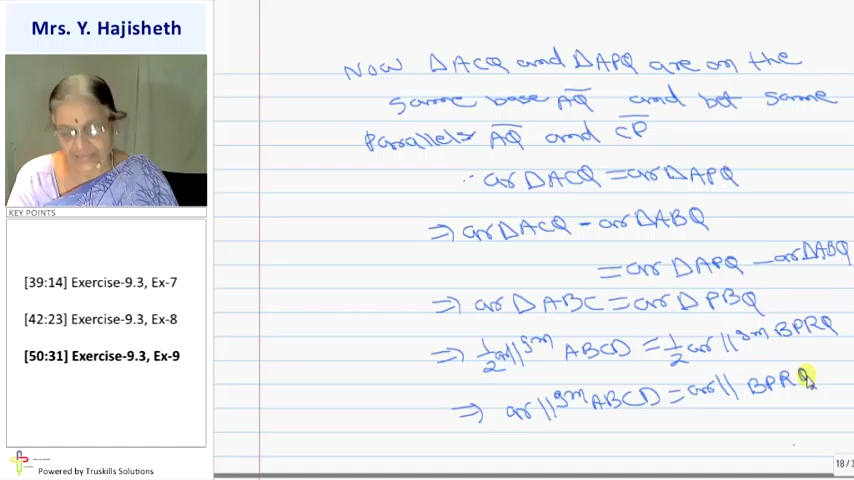 Mrs. Y. Hajisheth
KEY POINTS
[39:14] Exercise-9.3, Ex-7
[42:23] Exercise-9.3, Ex-8
[50:31] Exercise-9.3, Ex-9
Powered by Truskills Solutions
Now ΔACQ and ΔAPQ are on the
same base A̅Q̅ and bet same
Parallels A̅Q̅ and C̅P̅
∴ ar ΔACQ = ar ΔAPQ
⇒ ar ΔACQ – ar ΔABQ
= ar ΔAPQ – ar ΔABQ
⇒ ar ΔABC = ar ΔPBQ
⇒ ½ ar ||gm ABCD = ½ ar ||gm BPRQ
⇒ ar ||gm ABCD = ar || BPRQ
18/3